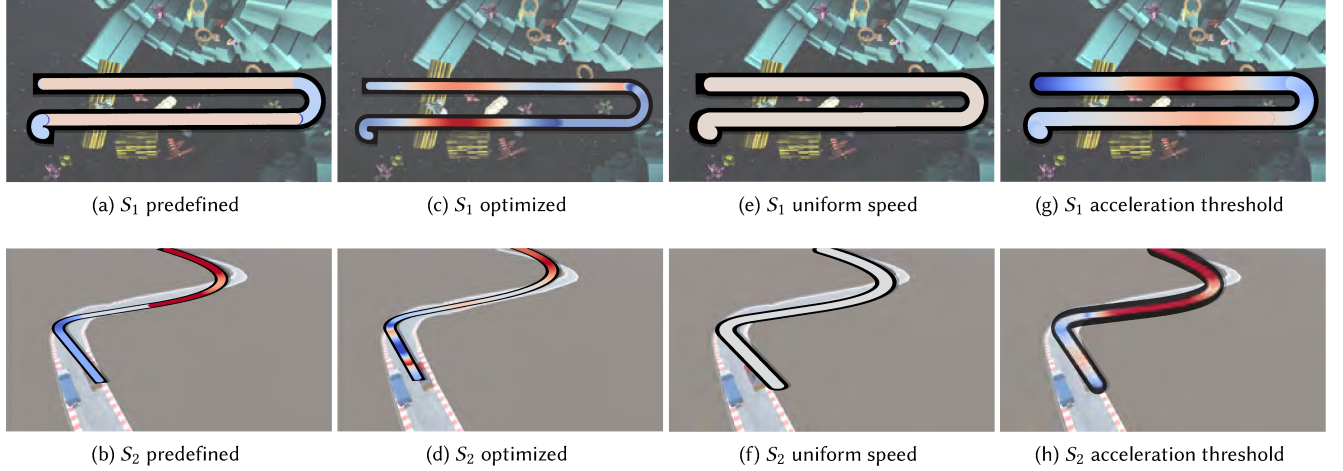 (a) S₁ predefined
(c) S₁ optimized
(e) S₁ uniform speed
(g) S₁ acceleration threshold
(b) S₂ predefined
(d) S₂ optimized
(f) S₂ uniform speed
(h) S₂ acceleration threshold